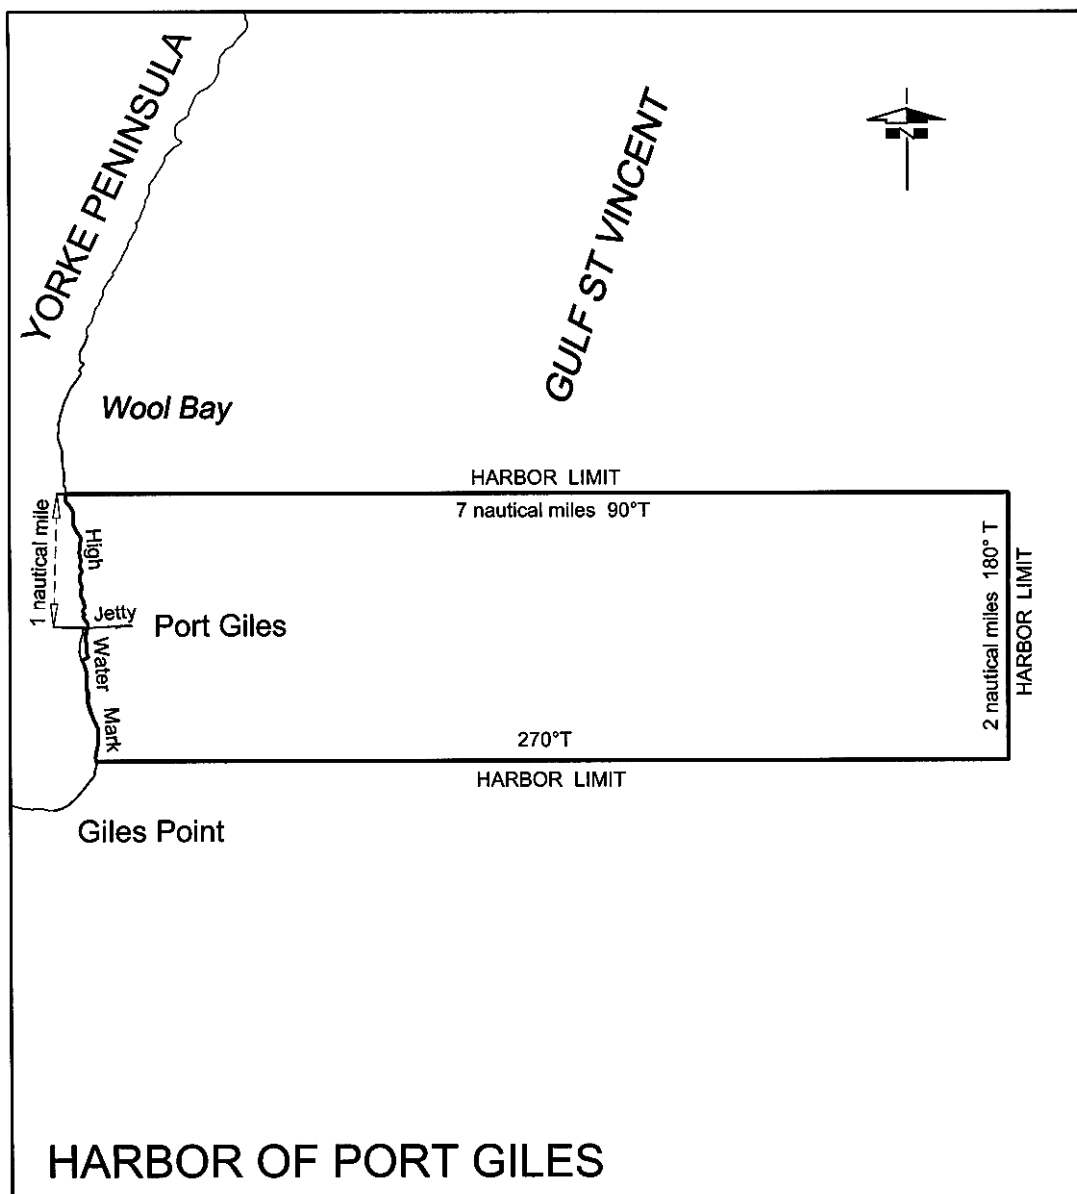 YORKE PENINSULA
GULF ST VINCENT
N
Wool Bay
HARBOR LIMIT
7 nautical miles 90°T
1 nautical mile
High
Water
Mark
Jetty
Port Giles
2 nautical miles 180° T
HARBOR LIMIT
270°T
HARBOR LIMIT
Giles Point
HARBOR OF PORT GILES